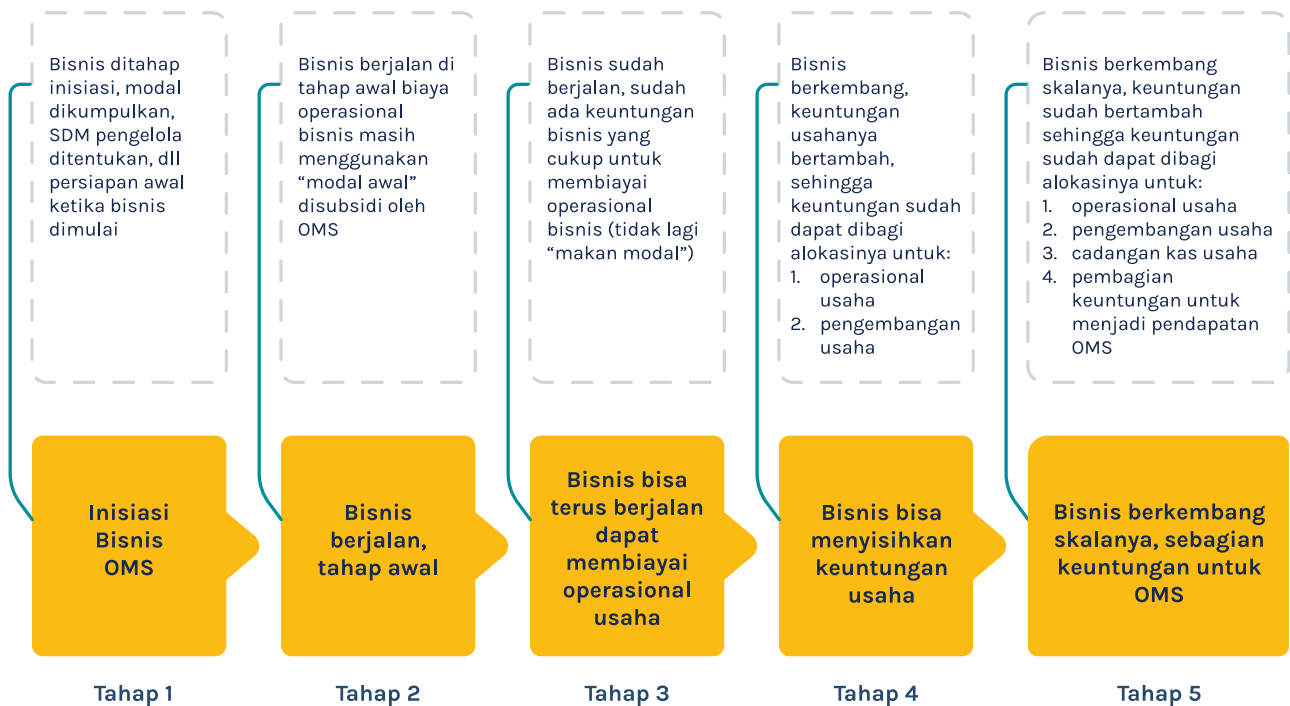 Bisnis ditahap
inisiasi, modal
dikumpulkan,
SDM pengelola
ditentukan, dll
persiapan awal
ketika bisnis
dimulai
Bisnis berjalan di
tahap awal biaya
operasional
bisnis masih
menggunakan
“modal awal”
disubsidi oleh
OMS
Bisnis sudah
berjalan, sudah
ada keuntungan
bisnis yang
cukup untuk
membiayai
operasional
bisnis (tidak lagi
“makan modal”)
Bisnis
berkembang,
keuntungan
usahanya
bertambah,
sehingga
keuntungan sudah
dapat dibagi
alokasinya untuk:
1. operasional
usaha
2. pengembangan
usaha
Bisnis berkembang
skalanya, keuntungan
sudah bertambah
sehingga keuntungan
sudah dapat dibagi
alokasinya untuk:
1. operasional usaha
2. pengembangan usaha
3. cadangan kas usaha
4. pembagian
keuntungan untuk
menjadi pendapatan
OMS
Inisiasi
Bisnis
OMS
Bisnis
berjalan,
tahap awal
Bisnis bisa
terus berjalan
dapat
membiayai
operasional
usaha
Bisnis bisa
menyisihkan
keuntungan
usaha
Bisnis berkembang
skalanya, sebagian
keuntungan untuk
OMS
Tahap 1
Tahap 2
Tahap 3
Tahap 4
Tahap 5